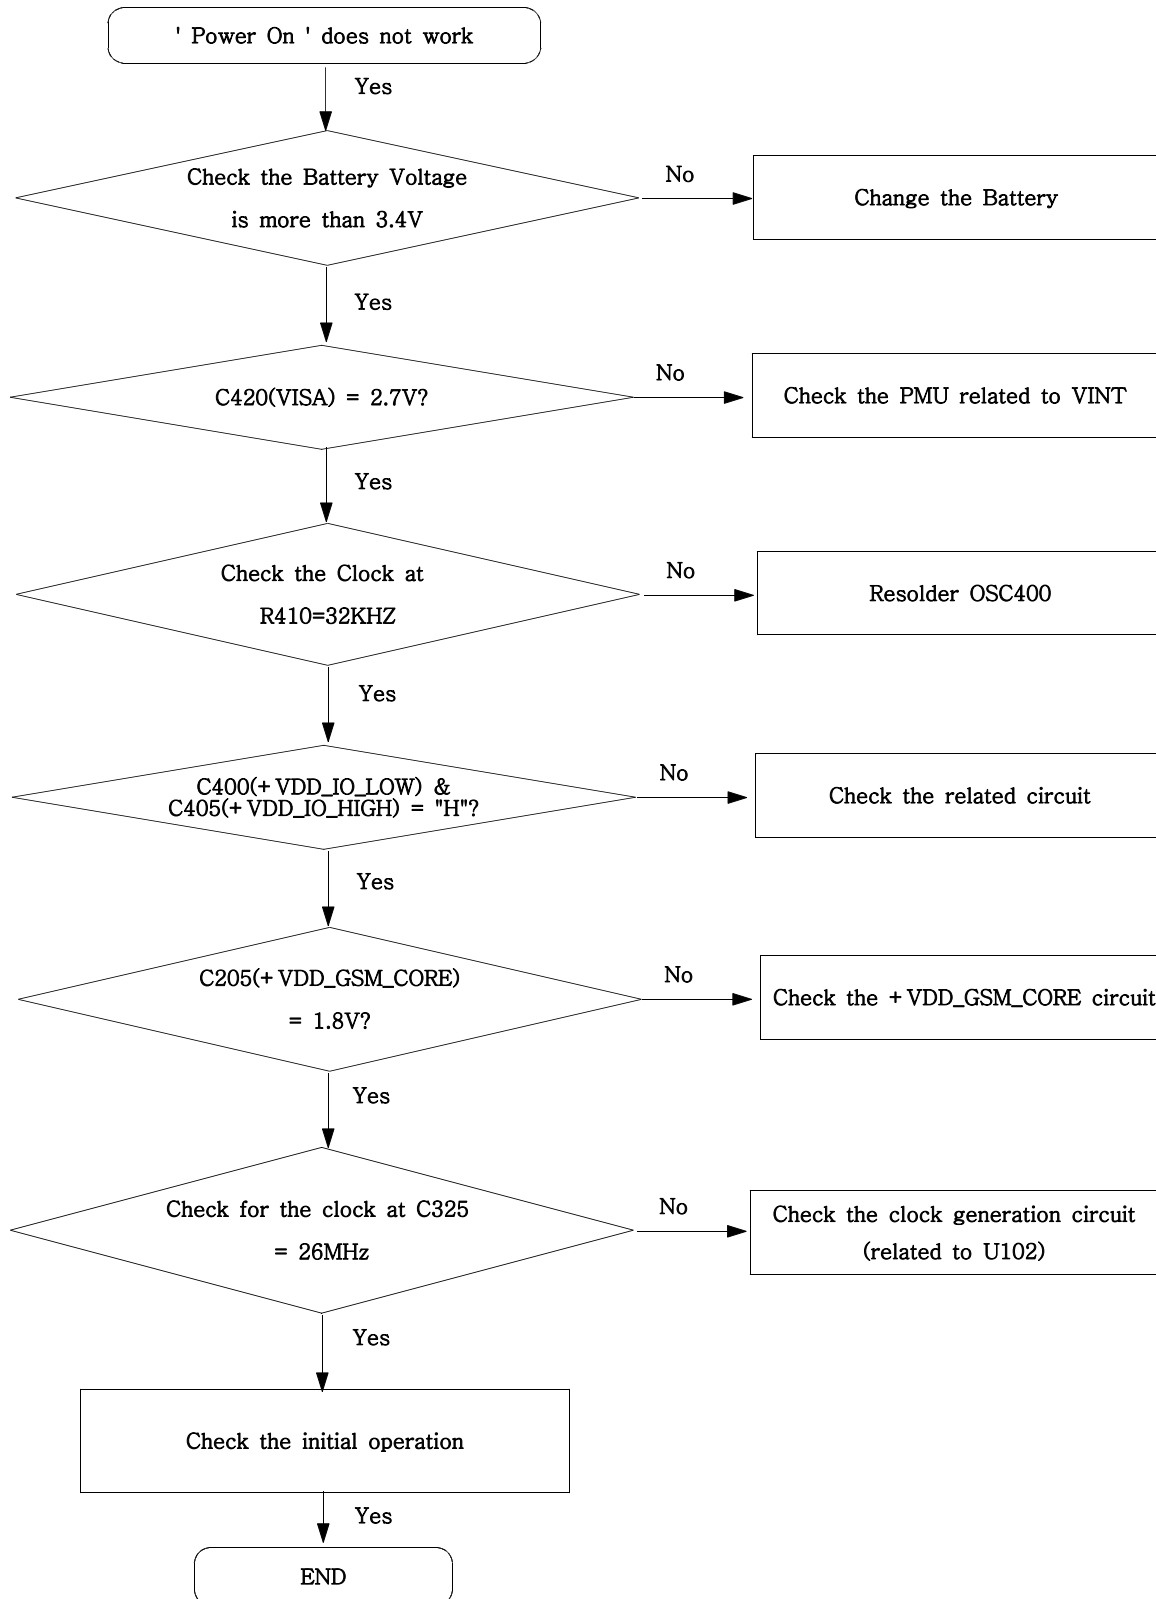 ' Power On ' does not work
Yes
Check the Battery Voltage
is more than 3.4V
No
Change the Battery
Yes
C420(VISA) = 2.7V?
No
Check the PMU related to VINT
Yes
Check the Clock at
R410=32KHZ
No
Resolder OSC400
Yes
C400(+VDD_IO_LOW) &
C405(+VDD_IO_HIGH) = "H"?
No
Check the related circuit
Yes
C205(+VDD_GSM_CORE)
= 1.8V?
No
Check the +VDD_GSM_CORE circuit
Yes
Check for the clock at C325
= 26MHz
No
Check the clock generation circuit
(related to U102)
Yes
Check the initial operation
Yes
END